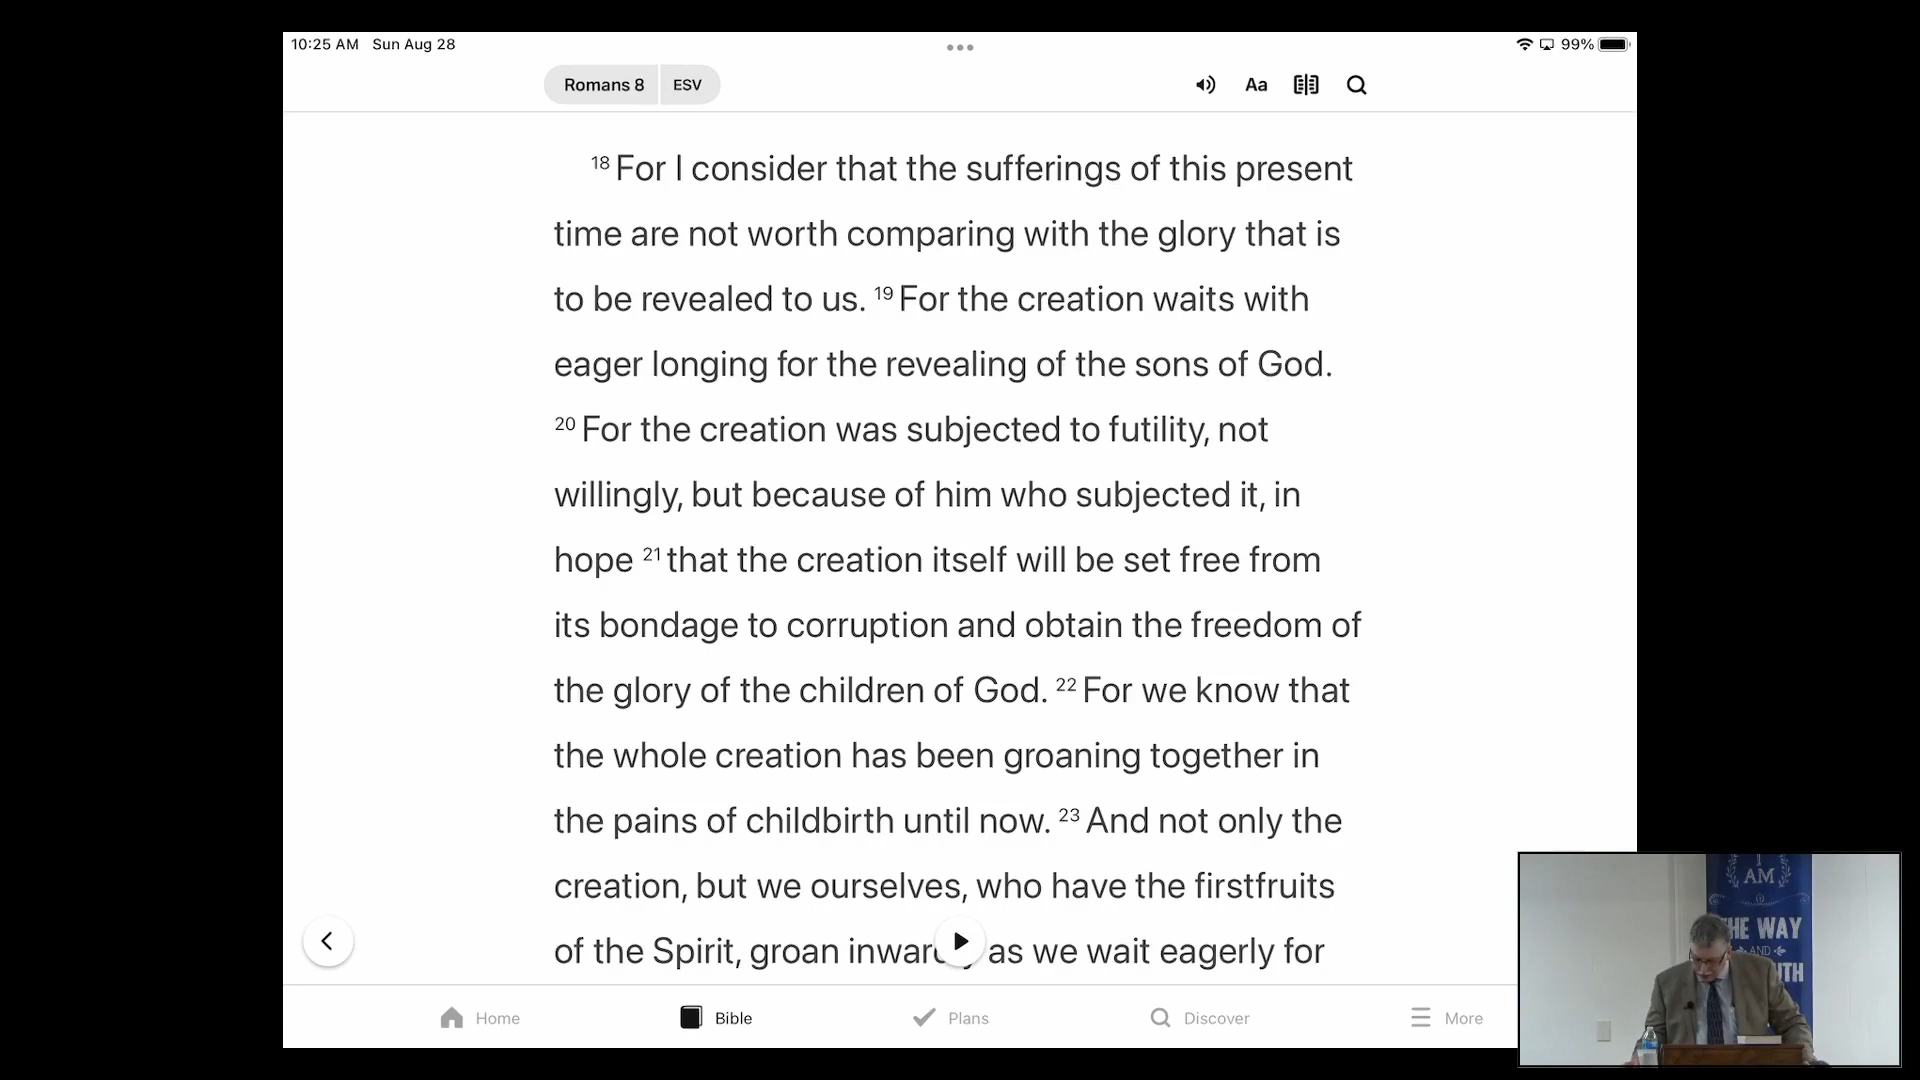 10:25 AM Sun Aug 28
99%
Romans 8 ESV
Aa
18 For I consider that the sufferings of this present
time are not worth comparing with the glory that is
to be revealed to us. 19 For the creation waits with
eager longing for the revealing of the sons of God.
20 For the creation was subjected to futility, not
willingly, but because of him who subjected it, in
hope 21 that the creation itself will be set free from
its bondage to corruption and obtain the freedom of
the glory of the children of God. 22 For we know that
the whole creation has been groaning together in
the pains of childbirth until now. 23 And not only the
creation, but we ourselves, who have the firstfruits
of the Spirit, groan as we wait eagerly for
Home Bible Plans Discover More
I
AM
THE WAY
AND